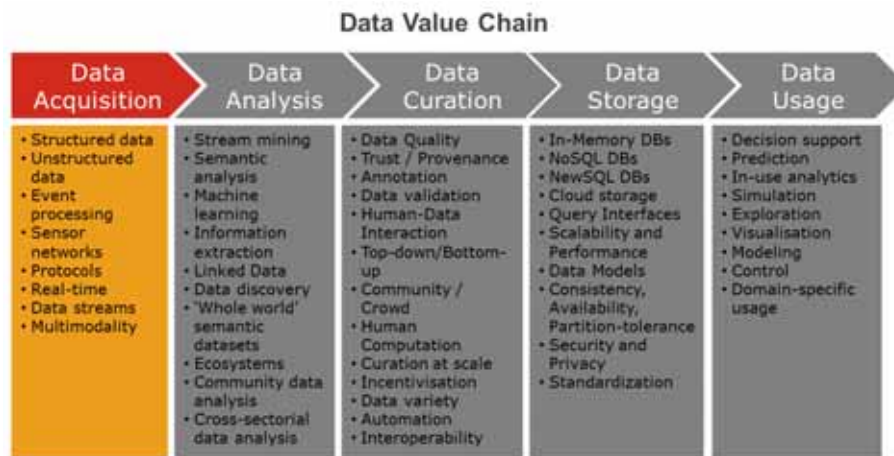 Data Value Chain
Data
Acquisition
Data
Analysis
Data
Curation
Data
Storage
Data
Usage
• Structured data
• Unstructured
data
• Event
processing
• Sensor
networks
• Protocols
• Real-time
• Data streams
• Multimodality
• Stream mining
• Semantic
analysis
• Machine
learning
• Information
extraction
• Linked Data
• Data discovery
• 'Whole world'
semantic
datasets
• Ecosystems
• Community data
analysis
• Cross-sectorial
data analysis
• Data Quality
• Trust / Provenance
• Annotation
• Data validation
• Human-Data
Interaction
• Top-down/Bottom-
up
• Community /
Crowd
• Human
Computation
• Curation at scale
• Incentivisation
• Data variety
• Automation
• Interoperability
• In-Memory DBs
• NoSQL DBs
• NewSQL DBs
• Cloud storage
• Query Interfaces
• Scalability and
Performance
• Data Models
• Consistency,
Availability,
Partition-tolerance
• Security and
Privacy
• Standardization
• Decision support
• Prediction
• In-use analytics
• Simulation
• Exploration
• Visualisation
• Modeling
• Control
• Domain-specific
usage